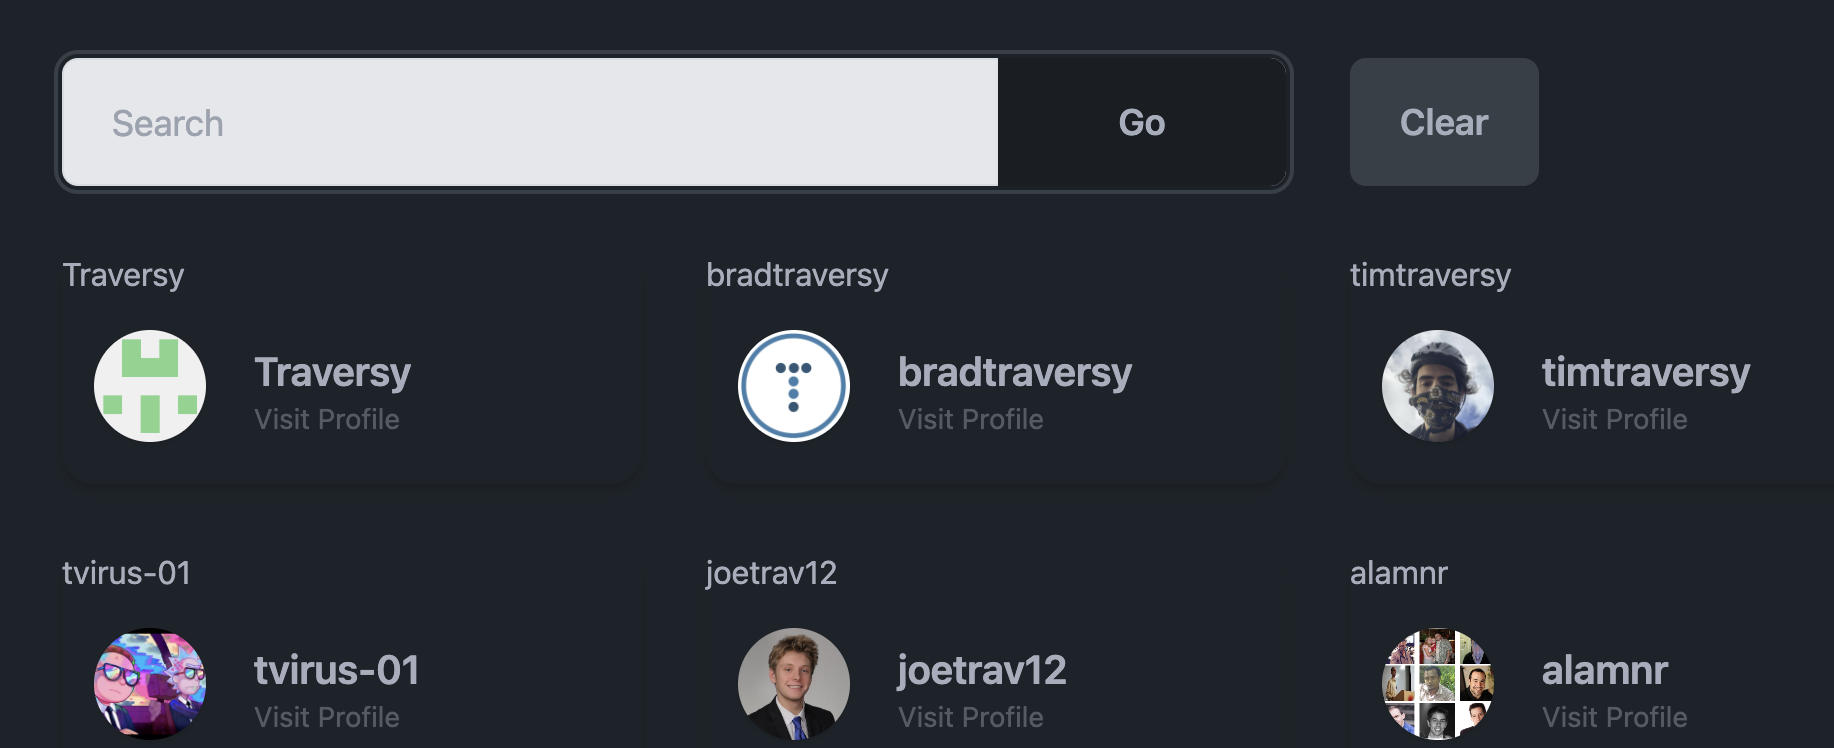 Search
Go
Clear
Traversy
bradtraversy
timtraversy
Traversy
Visit Profile
bradtraversy
Visit Profile
timtraversy
Visit Profile
tvirus-01
joetrav12
alamnr
tvirus-01
Visit Profile
joetrav12
Visit Profile
alamnr
Visit Profile